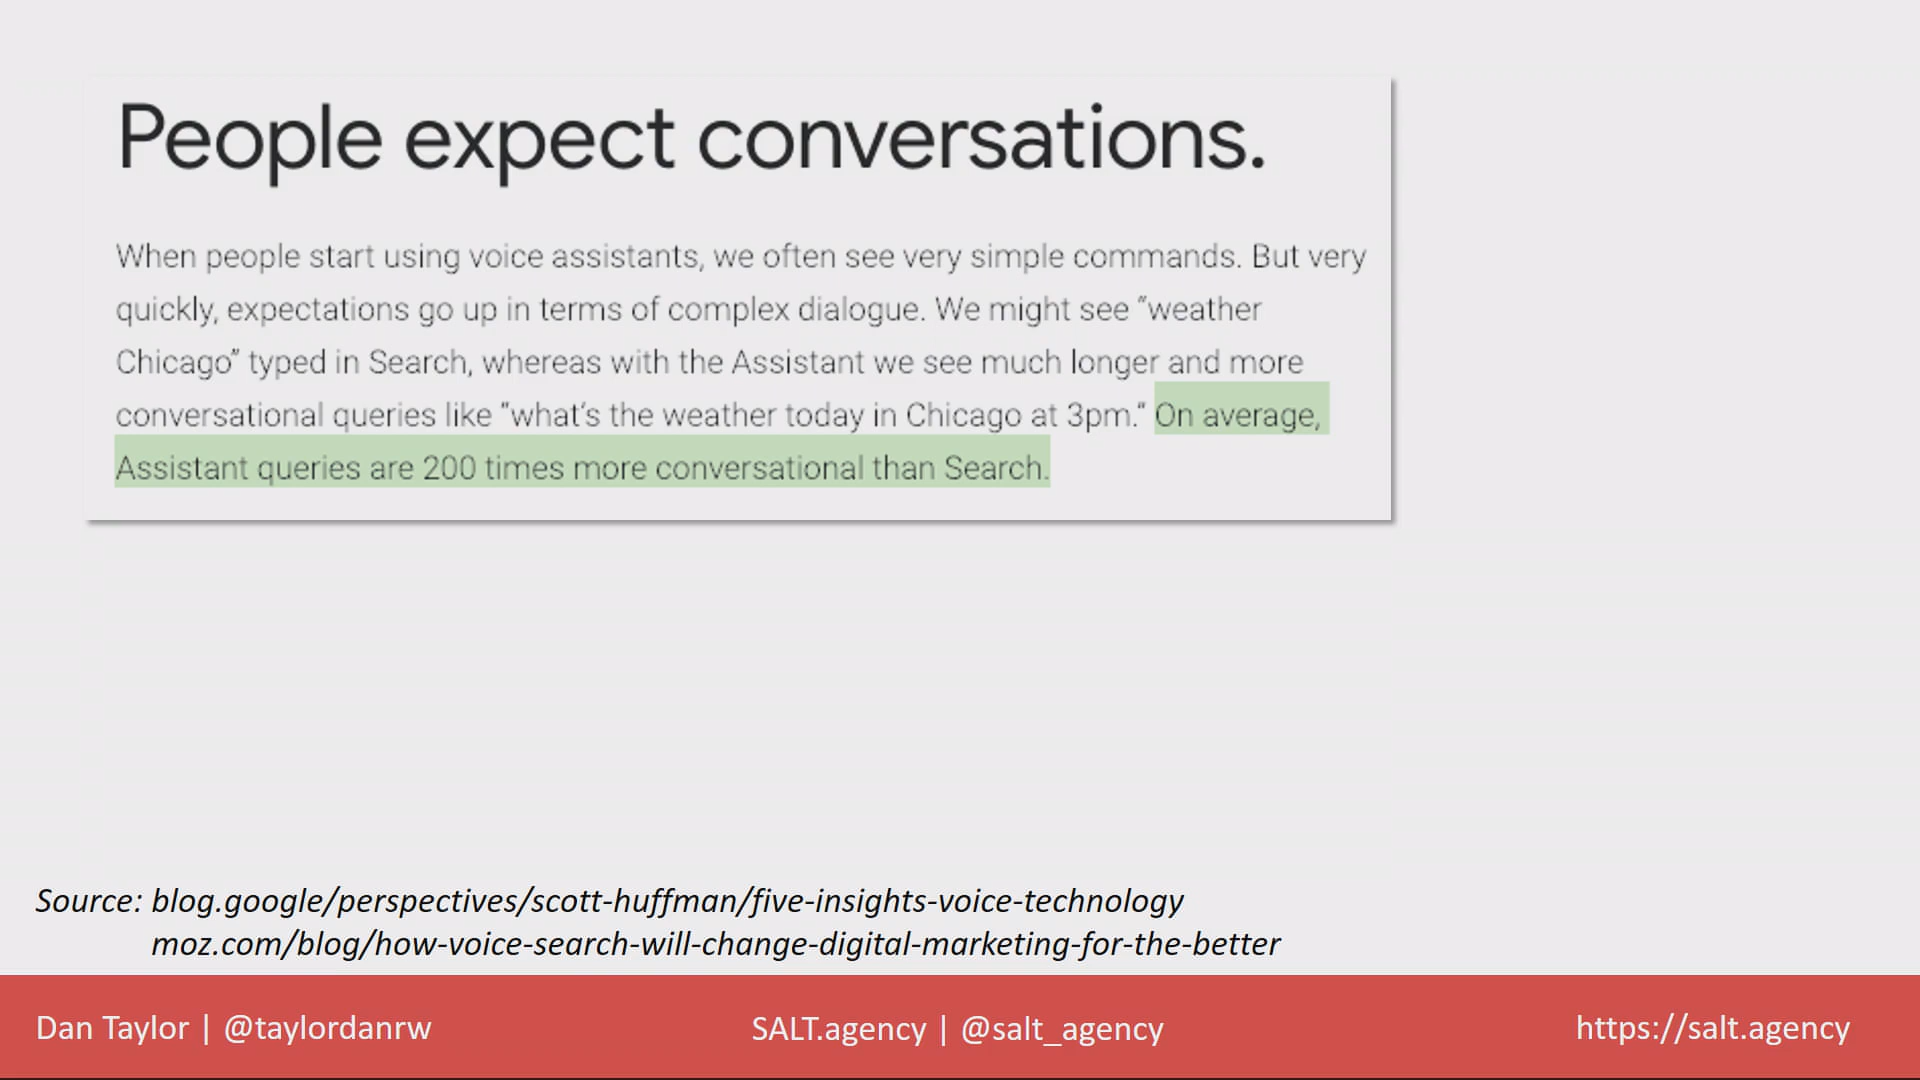 People expect conversations.
When people start using voice assistants, we often see very simple commands. But very
quickly, expectations go up in terms of complex dialogue. We might see “weather
Chicago” typed in Search, whereas with the Assistant we see much longer and more
conversational queries like “what’s the weather today in Chicago at 3pm.“ On average,
Assistant queries are 200 times more conversational than Search.
Source: blog.google/perspectives/scott-huffman/five-insights-voice-technology
moz.com/blog/how-voice-search-will-change-digital-marketing-for-the-better
Dan Taylor | @taylordanrw
SALT.agency | @salt_agency
https://salt.agency